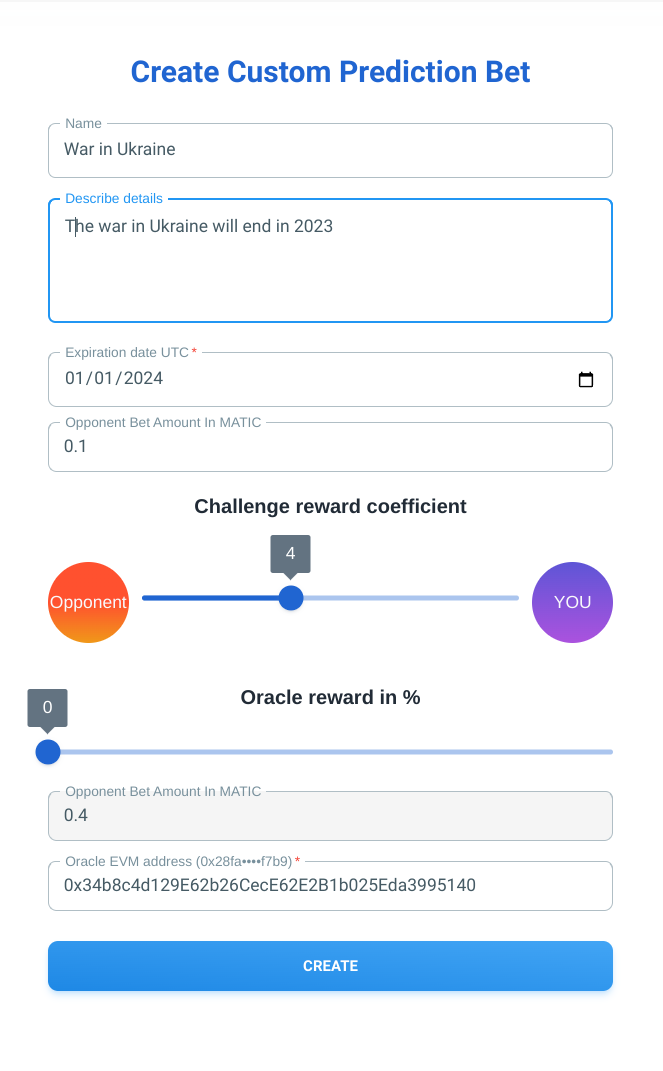 Create Custom Prediction Bet
Name
War in Ukraine
Describe details
The war in Ukraine will end in 2023
Expiration date UTC *
01/01/2024
Opponent Bet Amount In MATIC
0.1
Challenge reward coefficient
4
Opponent
YOU
Oracle reward in %
0
Opponent Bet Amount In MATIC
0.4
Oracle EVM address (0x28fa••••f7b9) *
0x34b8c4d129E62b26CecE62E2B1b025Eda3995140
CREATE